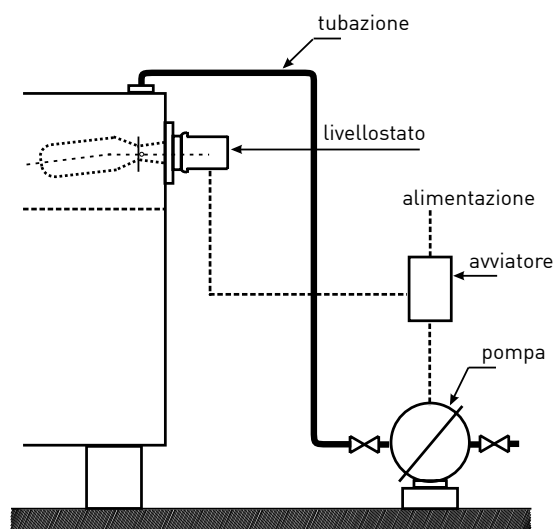 tubazione
livellostato
alimentazione
avviatore
pompa